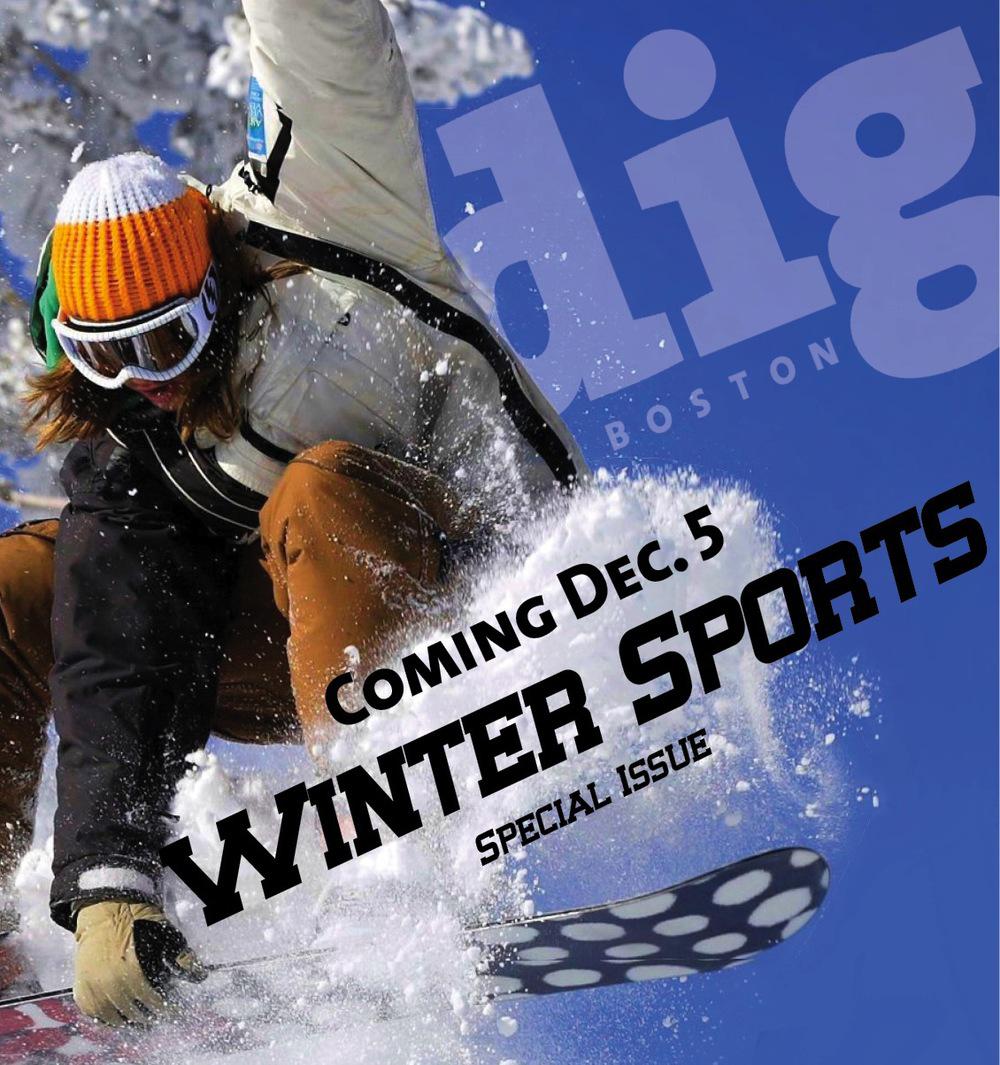 dig
BOSTON
COMING DEC. 5
WINTER SPORTS
SPECIAL ISSUE